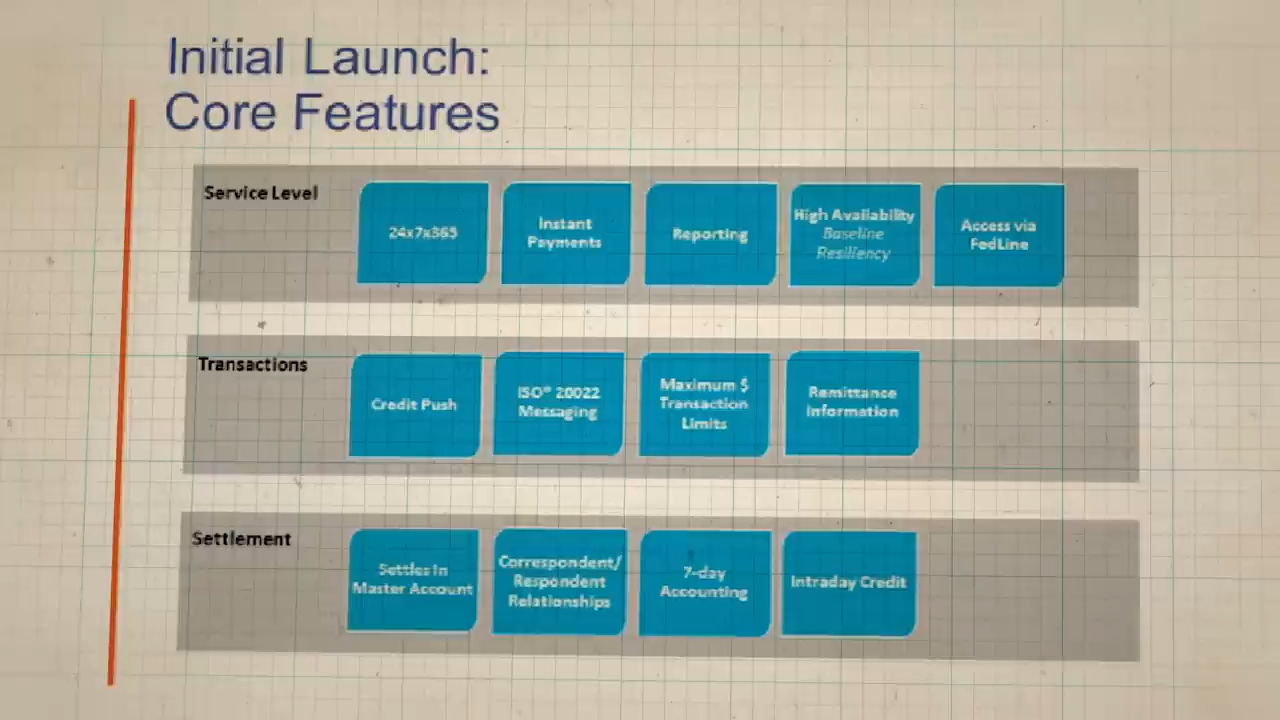 Initial Launch:
Core Features
Service Level
24x7x365
Instant
Payments
Reporting
High Availability
Baseline
Resiliency
Access via
FedLine
Transactions
Credit Push
ISO® 20022
Messaging
Maximum $
Transaction
Limits
Remittance
Information
Settlement
Settles in
Master Account
Correspondent/
Respondent
Relationships
7-day
Accounting
Intraday Credit